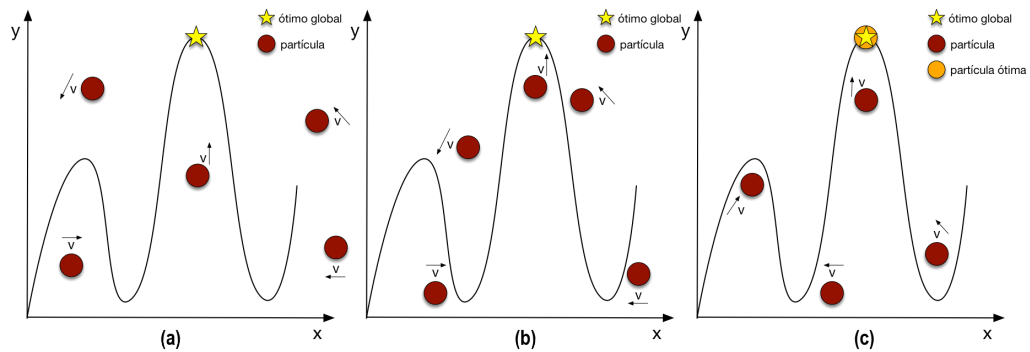 y
ótimo global
partícula
v
v
v
v
v
x
(a)
y
ótimo global
partícula
v
v
v
v
v
x
(b)
y
ótimo global
partícula
partícula ótima
v
v
v
v
x
(c)